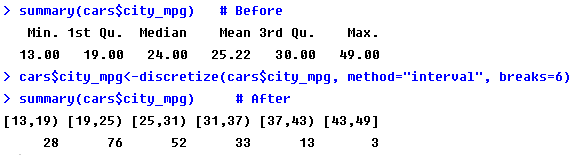 > summary(cars$city_mpg)   # Before
   Min. 1st Qu.  Median    Mean 3rd Qu.    Max.
  13.00   19.00   24.00   25.22   30.00   49.00
> cars$city_mpg<-discretize(cars$city_mpg, method="interval", breaks=6)
> summary(cars$city_mpg)     # After
[13,19) [19,25) [25,31) [31,37) [37,43) [43,49]
     28      76      52      33      13       3